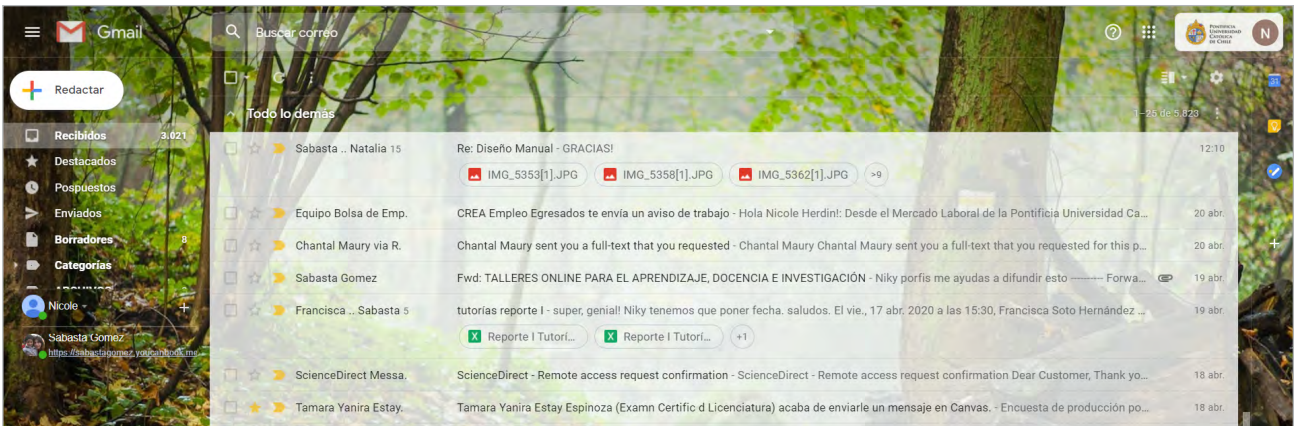 Gmail
Buscar correo
PONTIFICIA
UNIVERSIDAD
CATÓLICA
DE CHILE
N
Redactar
31
Todo lo demás
1–25 de 5.823
Recibidos 3.021
Destacados
Pospuestos
Enviados
Borradores 8
Categorías
Nicole
Sabasta Gomez
https://sabastagomez.youcanbook.me
Sabasta .. Natalia 15 Re: Diseño Manual - GRACIAS! 12:10
IMG_5353[1].JPG IMG_5358[1].JPG IMG_5362[1].JPG >9
Equipo Bolsa de Emp. CREA Empleo Egresados te envía un aviso de trabajo - Hola Nicole Herdin!: Desde el Mercado Laboral de la Pontificia Universidad Ca... 20 abr.
Chantal Maury via R. Chantal Maury sent you a full-text that you requested - Chantal Maury Chantal Maury sent you a full-text that you requested for this p... 20 abr.
Sabasta Gomez Fwd: TALLERES ONLINE PARA EL APRENDIZAJE, DOCENCIA E INVESTIGACIÓN - Niky porfis me ayudas a difundir esto ---------- Forwa... 19 abr.
Francisca .. Sabasta 5 tutorías reporte I - super, genial! Niky tenemos que poner fecha. saludos. El vie., 17 abr. 2020 a las 15:30, Francisca Soto Hernández ... 19 abr.
X Reporte I Tutorí... X Reporte I Tutorí... +1
ScienceDirect Messa. ScienceDirect - Remote access request confirmation - ScienceDirect - Remote access request confirmation Dear Customer, Thank yo... 18 abr.
Tamara Yanira Estay. Tamara Yanira Estay Espinoza (Examn Certific d Licenciatura) acaba de enviarle un mensaje en Canvas. - Encuesta de producción po... 18 abr.